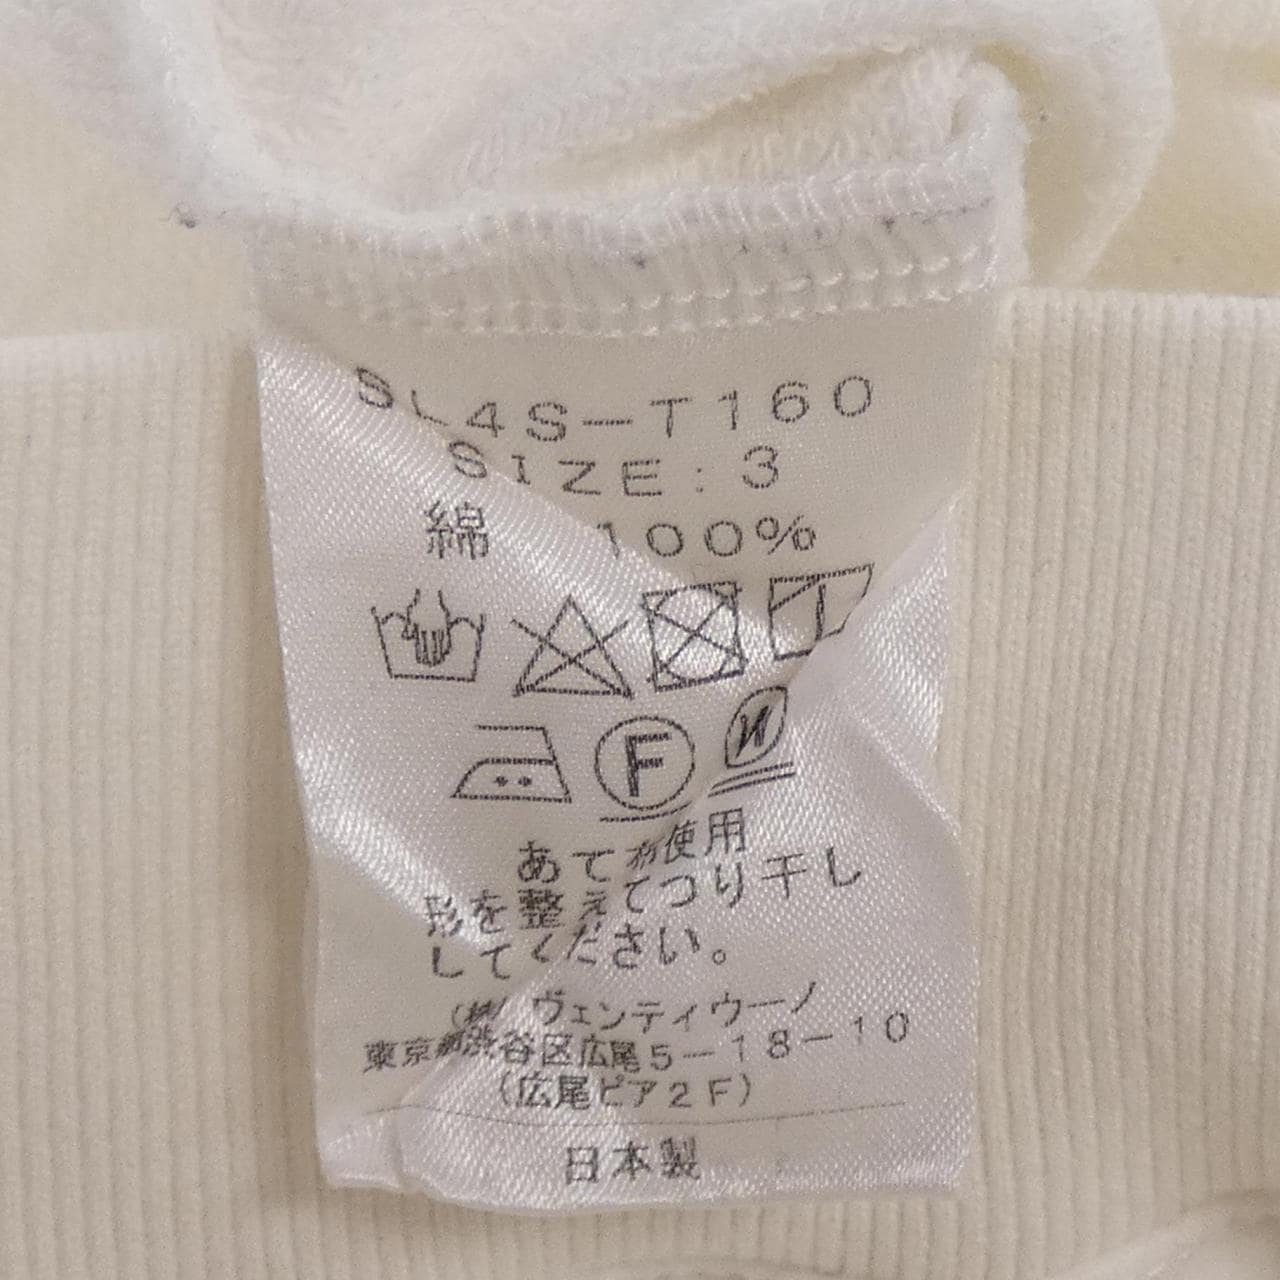 SL4S-T160
SIZE:3
綿 100%
F
W
あて布使用
形を整えてつり干し
してください。
(株)ヴェンティウーノ
東京都渋谷区広尾5-18-10
(広尾ピア2F)
日本製